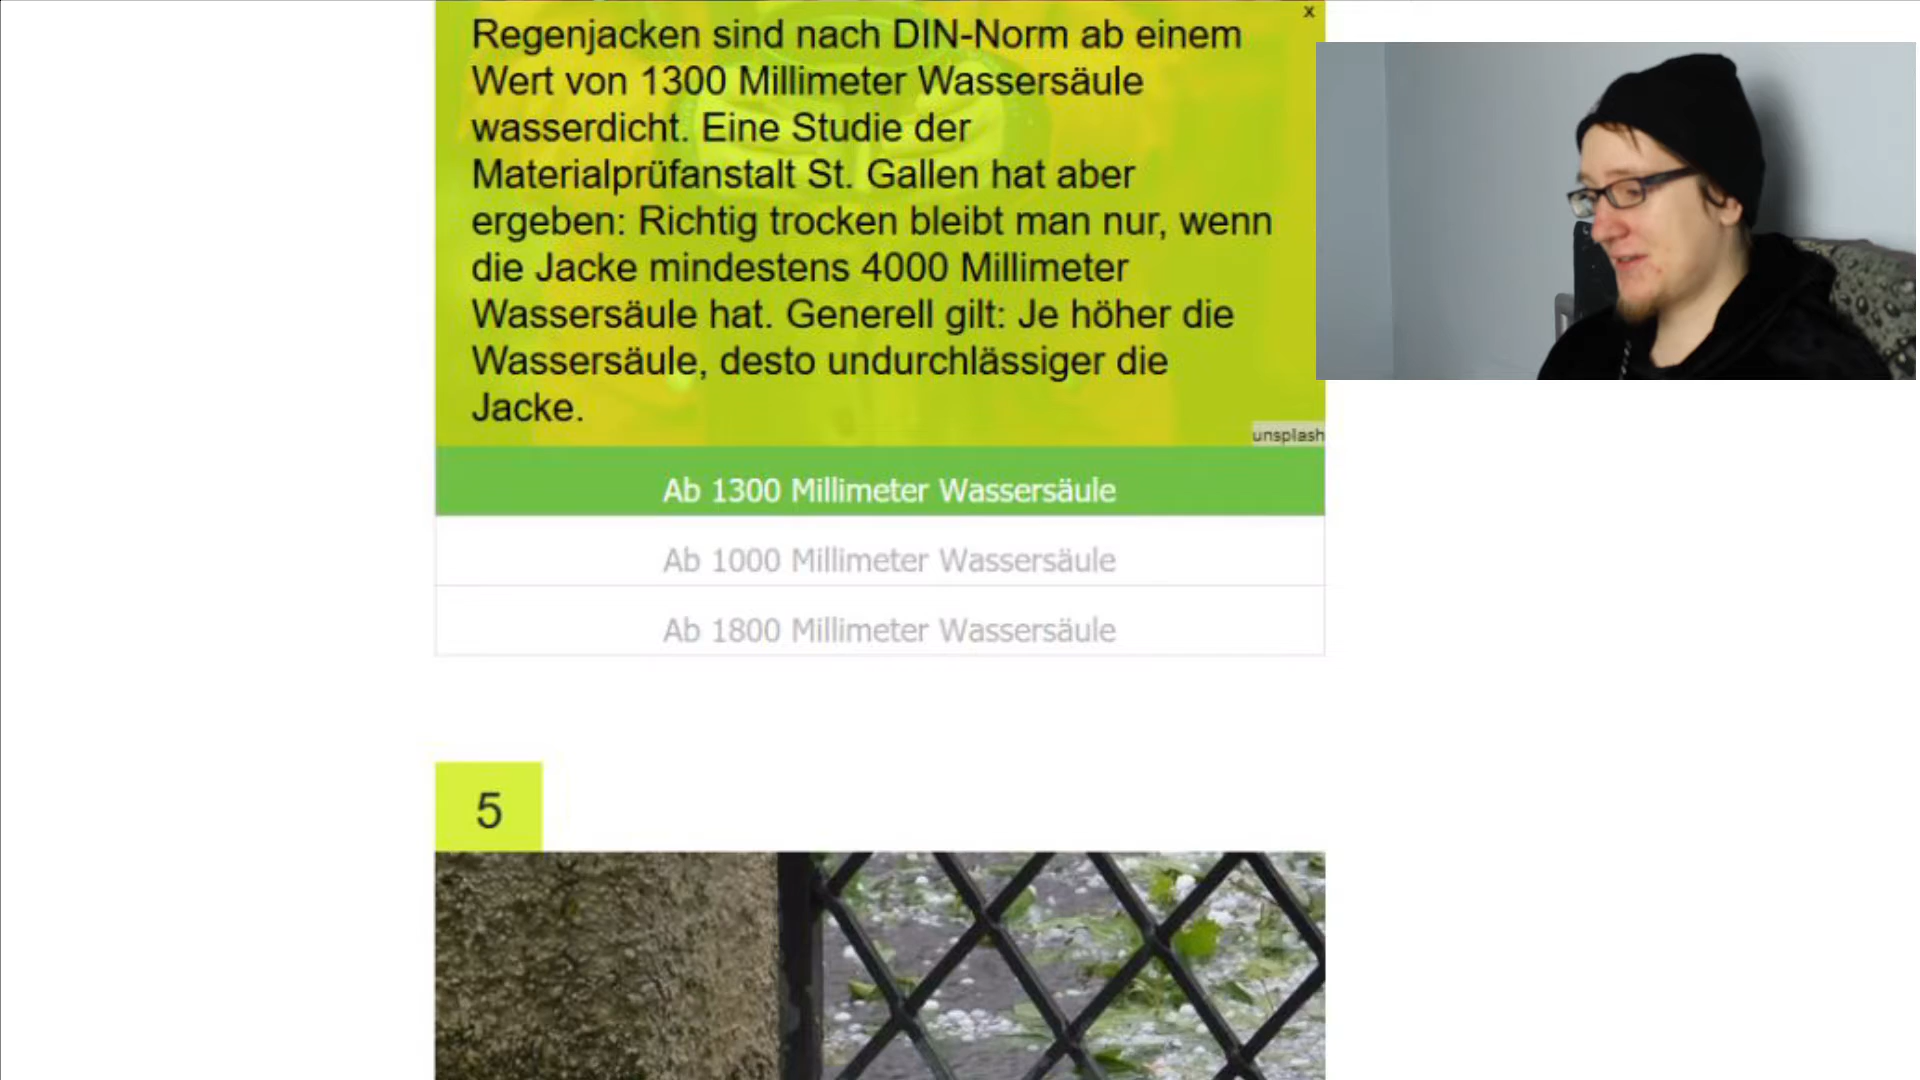 x
Regenjacken sind nach DIN-Norm ab einem
Wert von 1300 Millimeter Wassersäule
wasserdicht. Eine Studie der
Materialprüfanstalt St. Gallen hat aber
ergeben: Richtig trocken bleibt man nur, wenn
die Jacke mindestens 4000 Millimeter
Wassersäule hat. Generell gilt: Je höher die
Wassersäule, desto undurchlässiger die
Jacke.
unsplash
Ab 1300 Millimeter Wassersäule
Ab 1000 Millimeter Wassersäule
Ab 1800 Millimeter Wassersäule
5